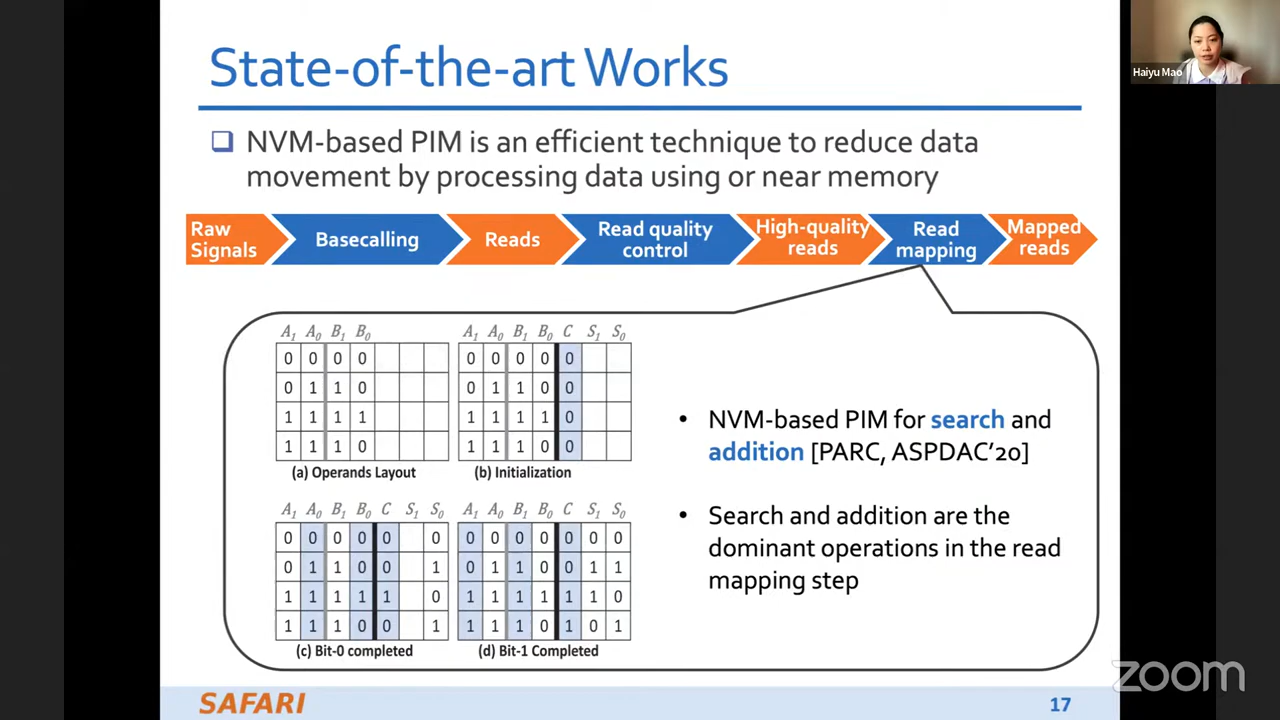 State-of-the-art Works
Haiyu Mao
❑ NVM-based PIM is an efficient technique to reduce data
movement by processing data using or near memory
Raw
Signals
Basecalling
Reads
Read quality
control
High-quality
reads
Read
mapping
Mapped
reads
A1 A0 B1 B0
0 0 0 0
0 1 1 0
1 1 1 1
1 1 1 0
(a) Operands Layout
A1 A0 B1 B0 C S1 S0
0 0 0 0 0
0 1 1 0 0
1 1 1 1 0
1 1 1 0 0
(b) Initialization
A1 A0 B1 B0 C S1 S0
0 0 0 0 0 0
0 1 1 0 0 1
1 1 1 1 1 0
1 1 1 0 0 1
(c) Bit-0 completed
A1 A0 B1 B0 C S1 S0
0 0 0 0 0 0 0
0 1 1 0 0 1 1
1 1 1 1 1 1 0
1 1 1 0 1 0 1
(d) Bit-1 Completed
• NVM-based PIM for search and
addition [PARC, ASPDAC'20]
• Search and addition are the
dominant operations in the read
mapping step
zoom
SAFARI
17